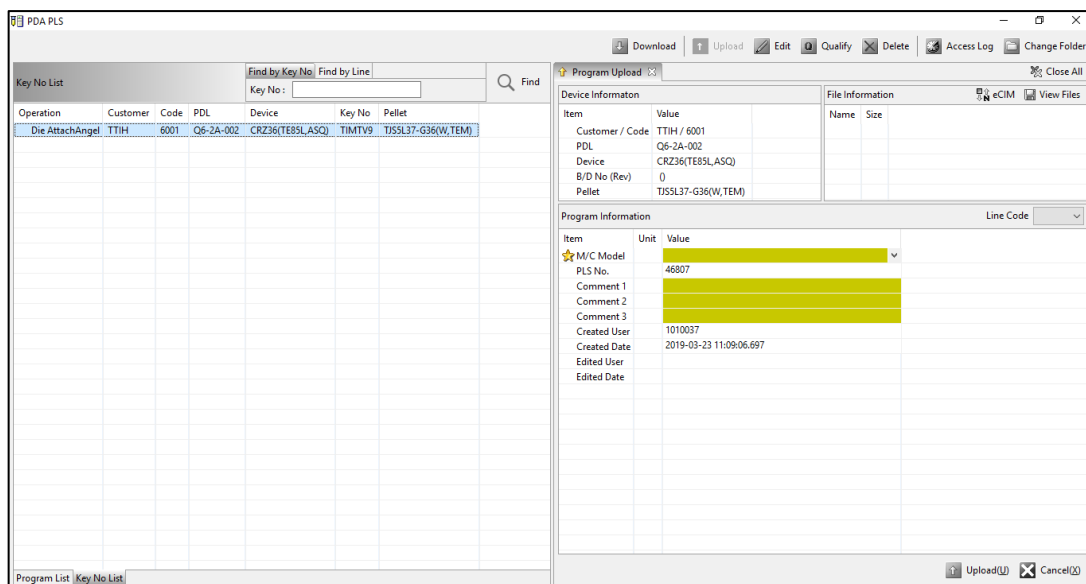 PDA PLS
Download Upload Edit Qualify Delete Access Log Change Folder
Key No List
Find by Key No Find by Line
Key No :
Find
Operation Customer Code PDL Device Key No Pellet
Die AttachAngel TTIH 6001 Q6-2A-002 CRZ36(TE85L,ASQ) TIMTV9 TJS5L37-G36(W,TEM)
Program List Key No List
Program Upload
Close All
Device Informaton
Item Value
Customer / Code TTIH / 6001
PDL Q6-2A-002
Device CRZ36(TE85L,ASQ)
B/D No (Rev) ()
Pellet TJS5L37-G36(W,TEM)
File Information eCIM View Files
Name Size
Program Information Line Code
Item Unit Value
M/C Model
PLS No. 46807
Comment 1
Comment 2
Comment 3
Created User 1010037
Created Date 2019-03-23 11:09:06.697
Edited User
Edited Date
Upload(U) Cancel(X)